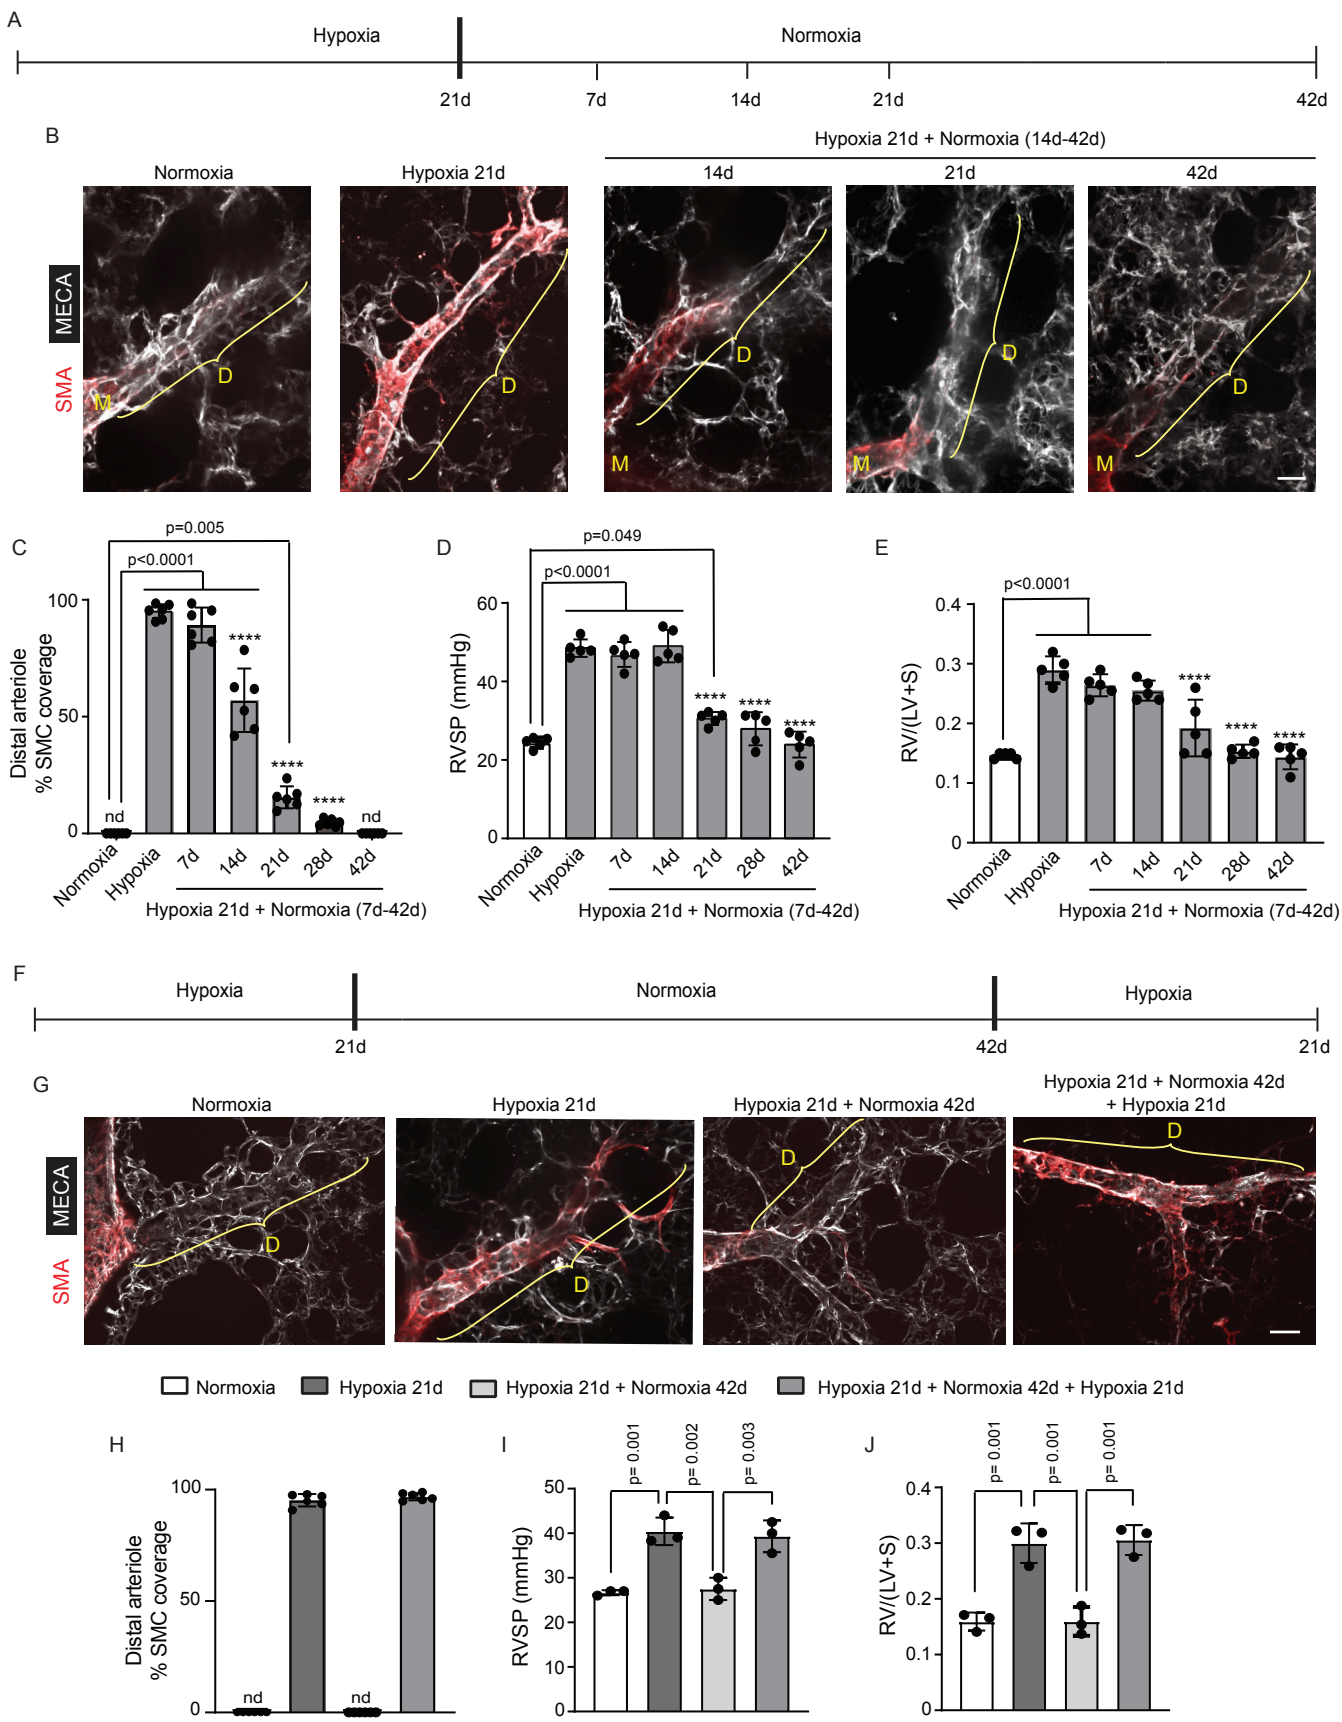 A
Hypoxia
Normoxia
21d
7d
14d
21d
42d
B
Hypoxia 21d + Normoxia (14d-42d)
Normoxia
Hypoxia 21d
14d
21d
42d
SMA MECA
M
D
D
M
D
M
D
M
D
C
p=0.005
p<0.0001
Distal arteriole
% SMC coverage
100
50
0
nd
****
****
****
nd
Normoxia
Hypoxia
7d
14d
21d
28d
42d
Hypoxia 21d + Normoxia (7d-42d)
D
p=0.049
p<0.0001
RVSP (mmHg)
60
40
20
0
****
****
****
Normoxia
Hypoxia
7d
14d
21d
28d
42d
Hypoxia 21d + Normoxia (7d-42d)
E
p<0.0001
RV/(LV+S)
0.4
0.3
0.2
0.1
0
****
****
****
Normoxia
Hypoxia
7d
14d
21d
28d
42d
Hypoxia 21d + Normoxia (7d-42d)
F
Hypoxia
Normoxia
Hypoxia
21d
42d
21d
G
Normoxia
Hypoxia 21d
Hypoxia 21d + Normoxia 42d
Hypoxia 21d + Normoxia 42d
+ Hypoxia 21d
SMA MECA
D
D
D
D
Normoxia
Hypoxia 21d
Hypoxia 21d + Normoxia 42d
Hypoxia 21d + Normoxia 42d + Hypoxia 21d
H
Distal arteriole
% SMC coverage
100
50
0
nd
nd
I
p= 0.001
p= 0.002
p= 0.003
RVSP (mmHg)
50
40
30
20
10
0
J
p= 0.001
p= 0.001
p= 0.001
RV/(LV+S)
0.4
0.3
0.2
0.1
0